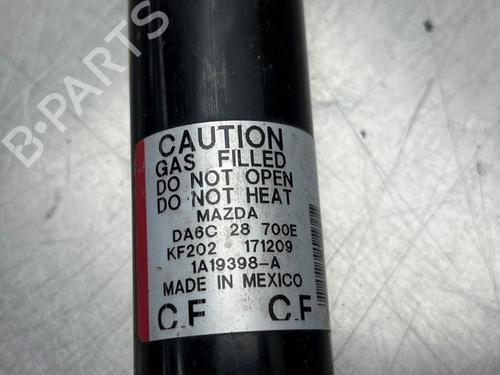 B-PARTS
CAUTION
GAS FILLED
DO NOT OPEN
DO NOT HEAT
MAZDA
DA6C 28 700E
KF202 171209
1A19398-A
MADE IN MEXICO
C.F C.F